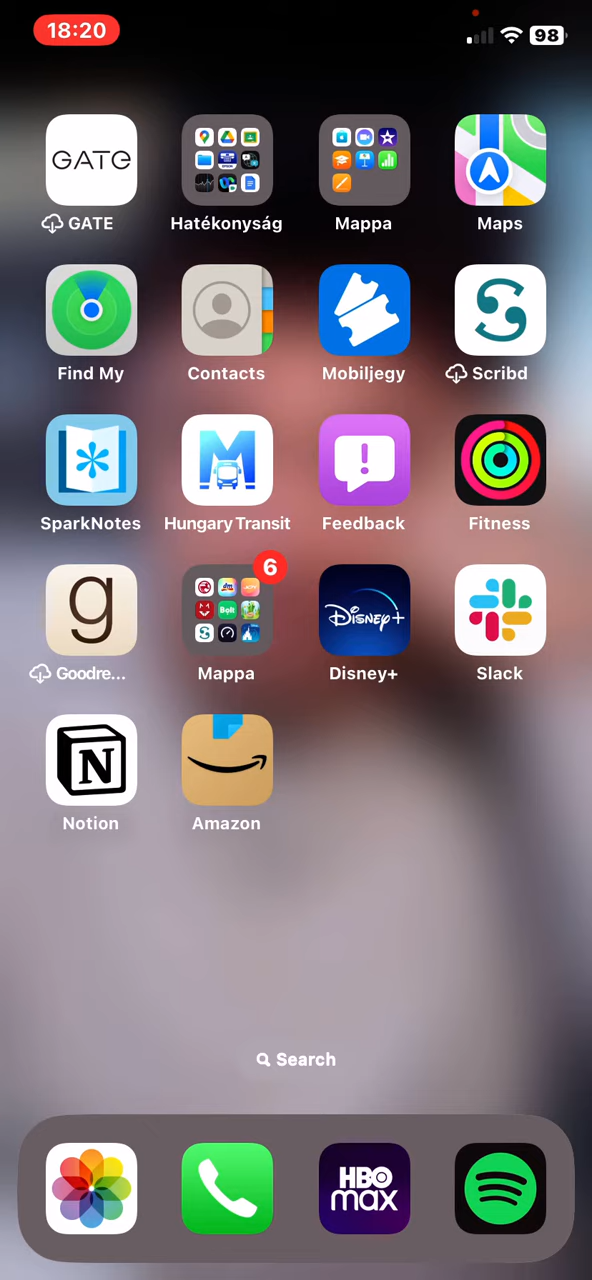 18:20
98
GATE
GATE
Hatékonyság
Mappa
Maps
Find My
Contacts
Mobiljegy
Scribd
SparkNotes
Hungary Transit
Feedback
Fitness
6
Bolt
Disney+
g
Goodre...
Mappa
Disney+
Slack
N
Notion
Amazon
Search
HBO
max